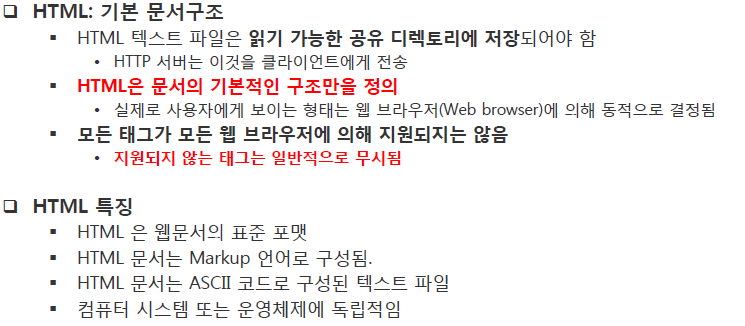 ❑ HTML: 기본 문서구조
▪ HTML 텍스트 파일은 읽기 가능한 공유 디렉토리에 저장되어야 함
• HTTP 서버는 이것을 클라이언트에게 전송
▪ HTML은 문서의 기본적인 구조만을 정의
• 실제로 사용자에게 보이는 형태는 웹 브라우저(Web browser)에 의해 동적으로 결정됨
▪ 모든 태그가 모든 웹 브라우저에 의해 지원되지는 않음
• 지원되지 않는 태그는 일반적으로 무시됨
❑ HTML 특징
▪ HTML 은 웹문서의 표준 포맷
▪ HTML 문서는 Markup 언어로 구성됨.
▪ HTML 문서는 ASCII 코드로 구성된 텍스트 파일
▪ 컴퓨터 시스템 또는 운영체제에 독립적임